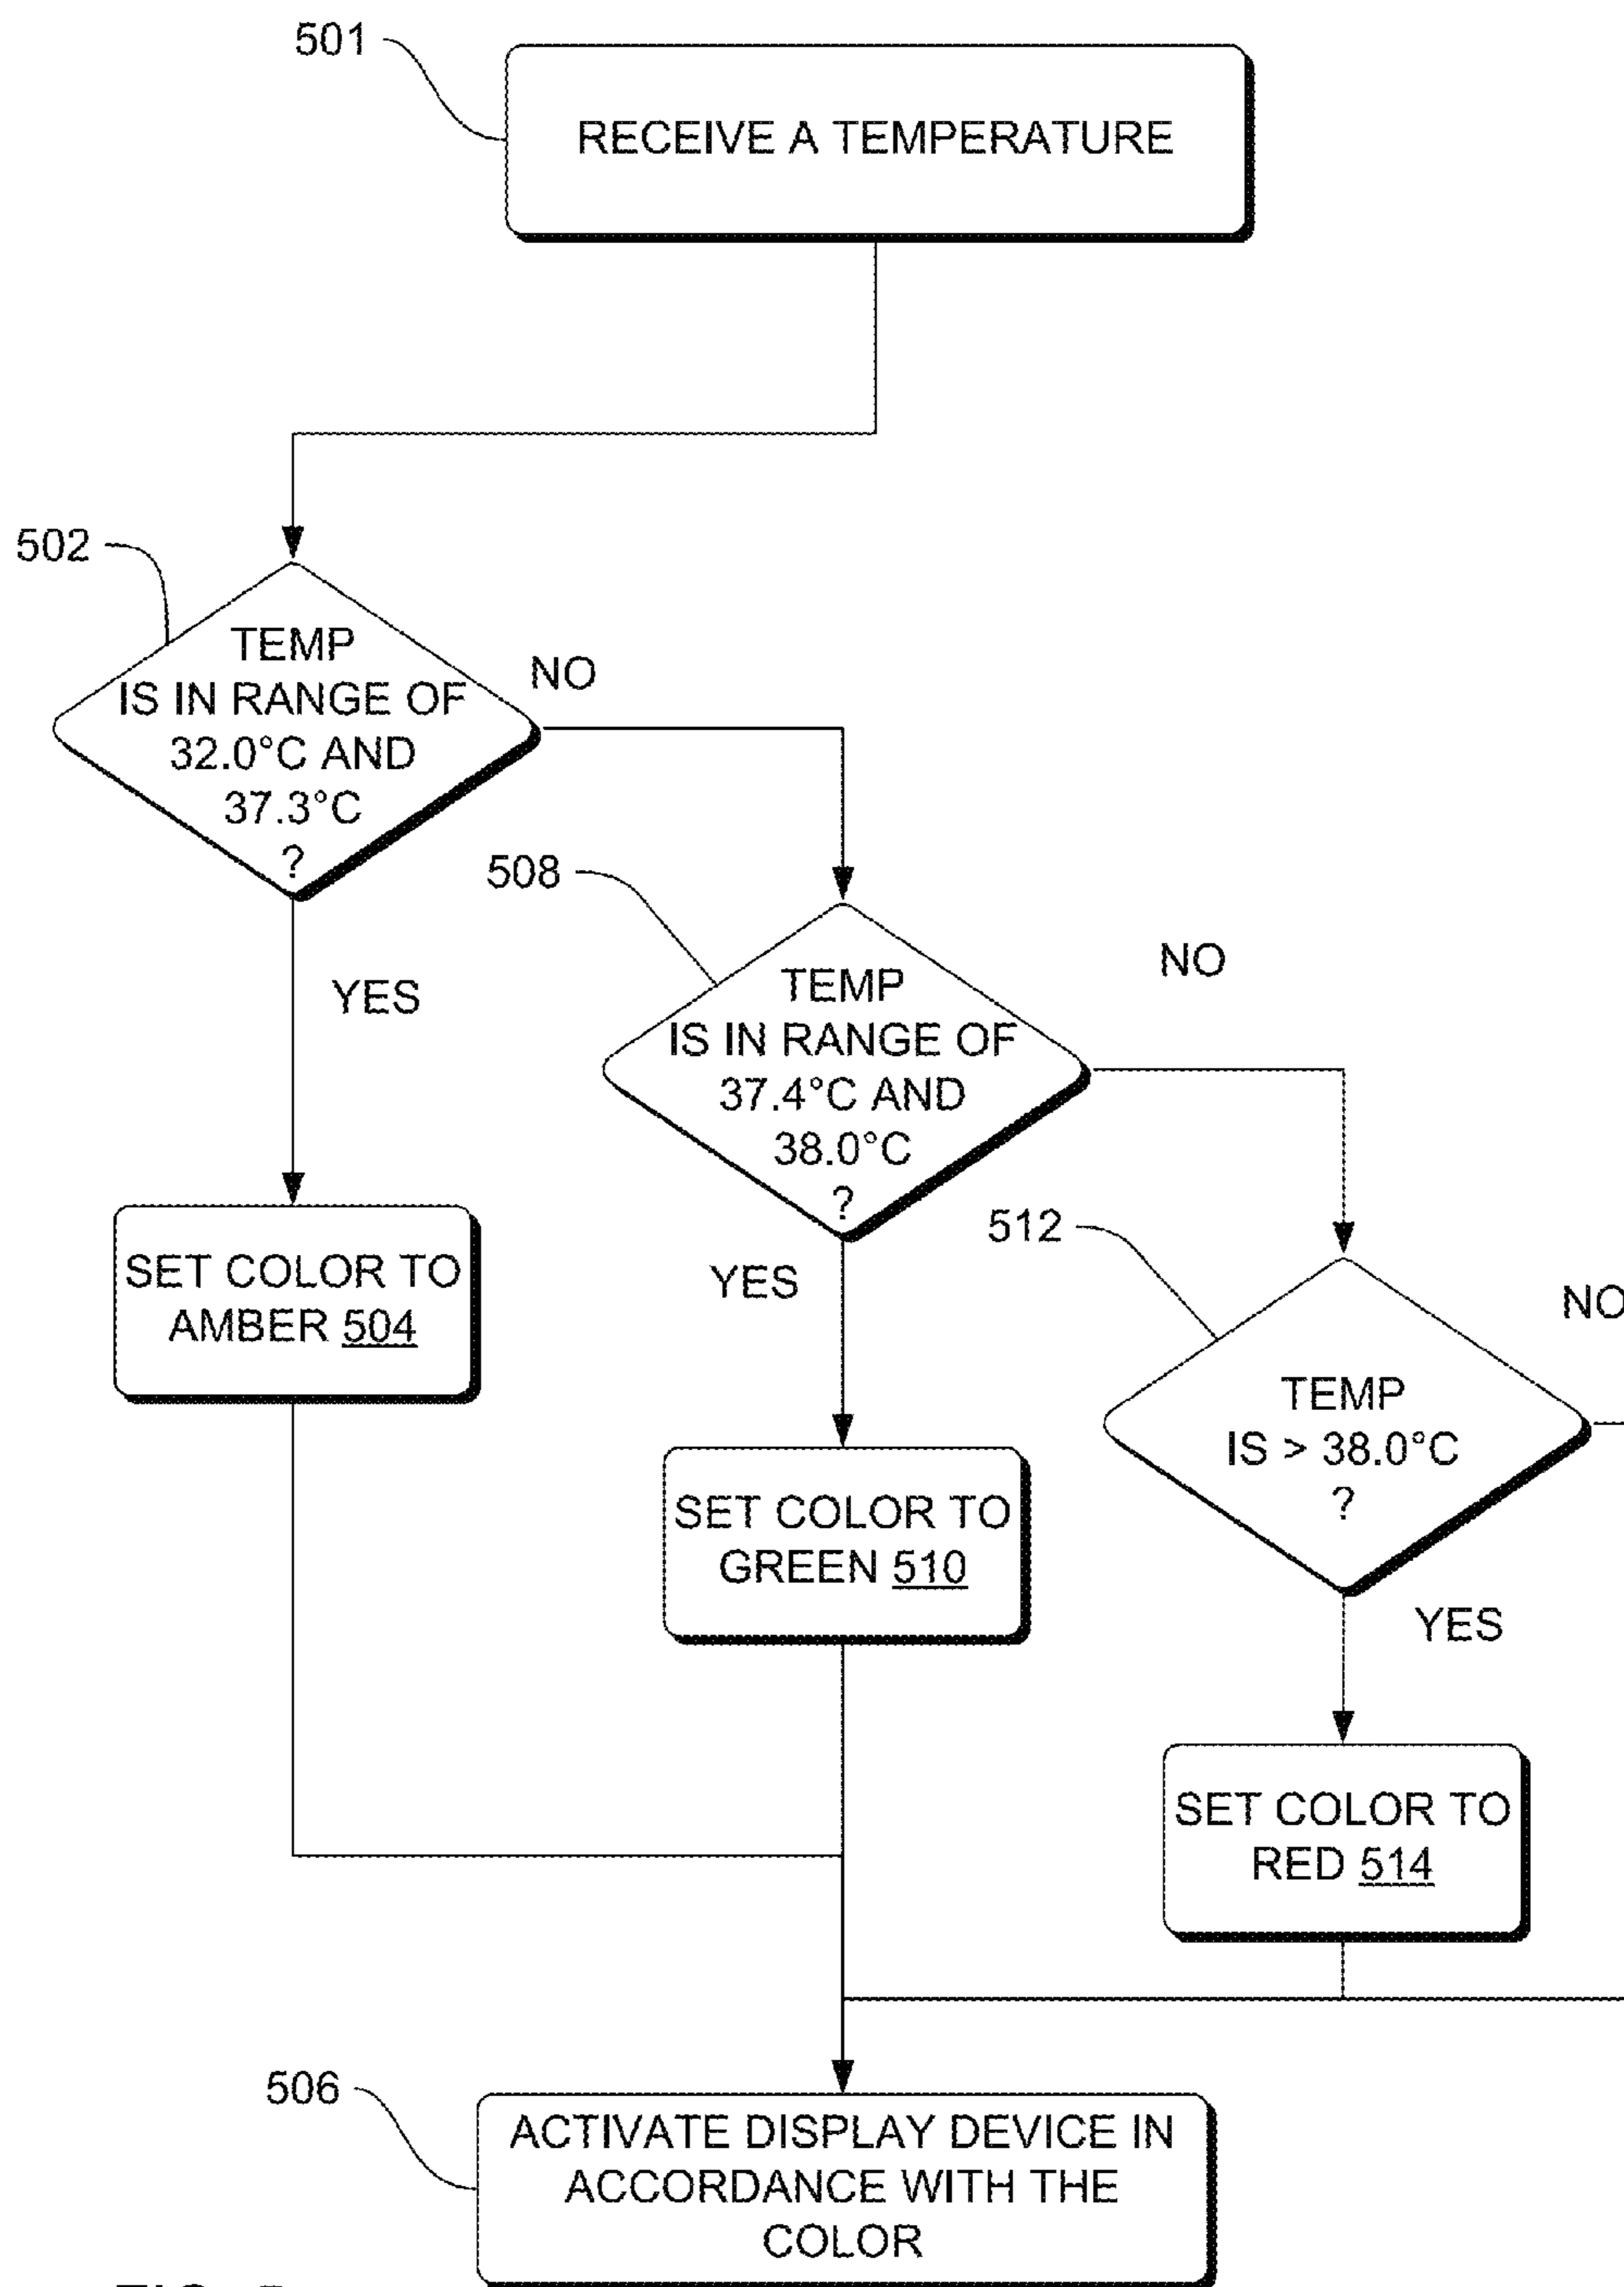 501
RECEIVE A TEMPERATURE
502
TEMP
IS IN RANGE OF
32.0°C AND
37.3°C
?
NO
YES
508
TEMP
IS IN RANGE OF
37.4°C AND
38.0°C
?
NO
YES
SET COLOR TO
AMBER 504
512
TEMP
IS > 38.0°C
?
NO
YES
SET COLOR TO
GREEN 510
SET COLOR TO
RED 514
506
ACTIVATE DISPLAY DEVICE IN
ACCORDANCE WITH THE
COLOR